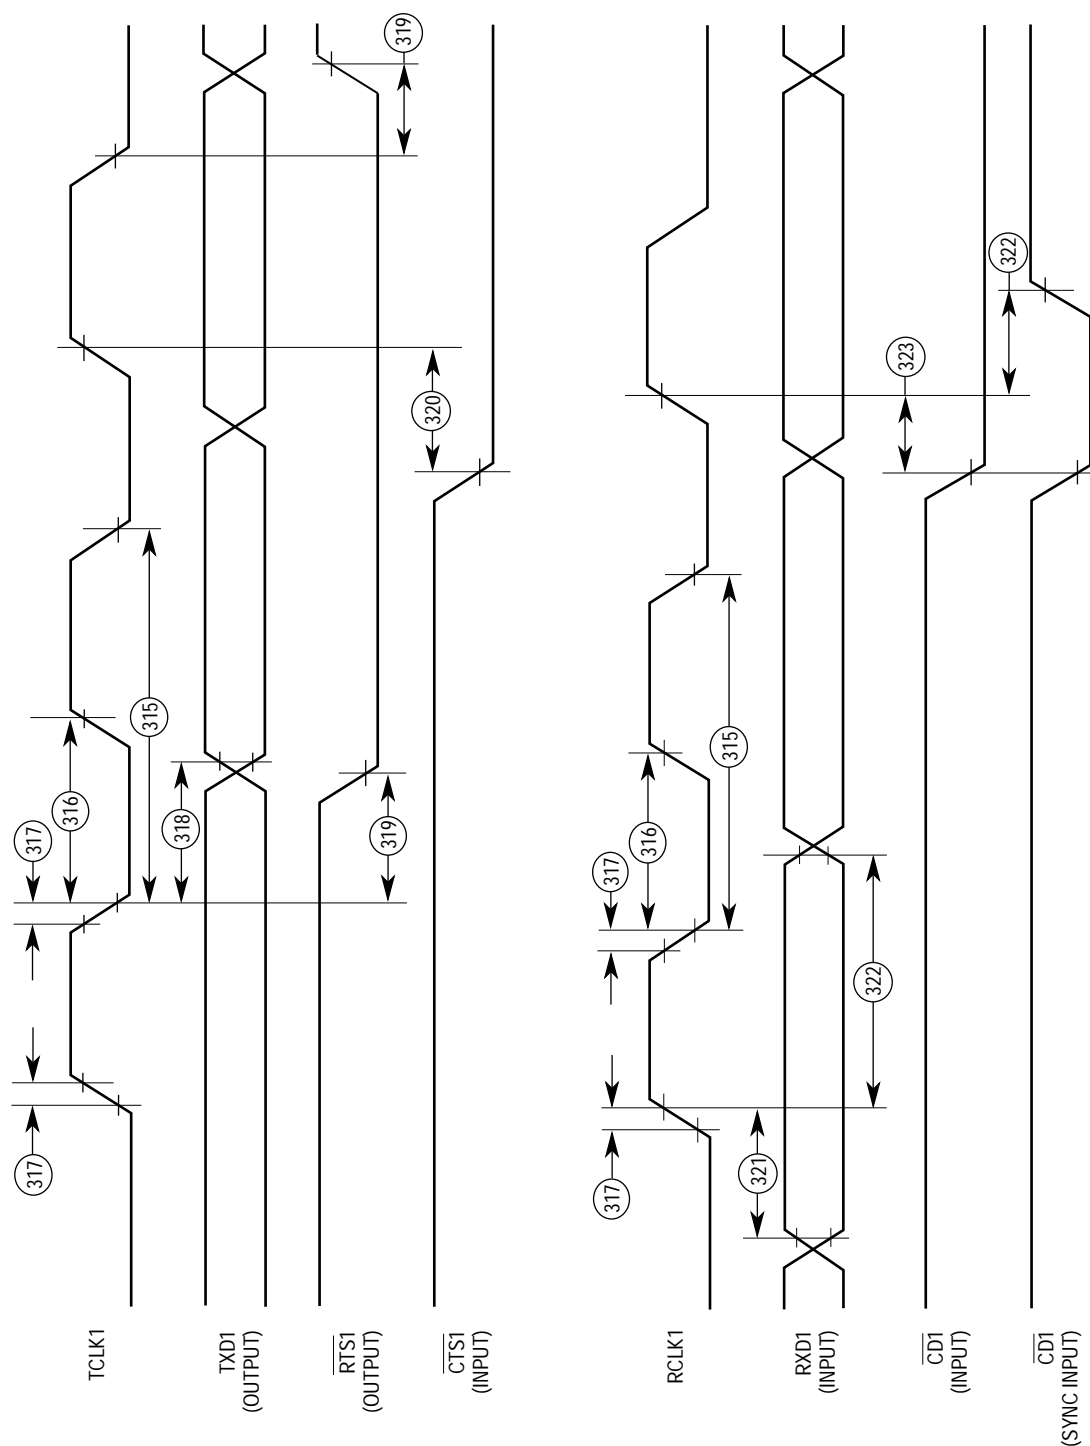 317
317
316
TCLK1
315
318
TXD1
(OUTPUT)
RTS1
(OUTPUT)
319
319
320
CTS1
(INPUT)
317
317
316
RCLK1
315
321
RXD1
(INPUT)
322
323
CD1
(INPUT)
322
CD1
(SYNC INPUT)